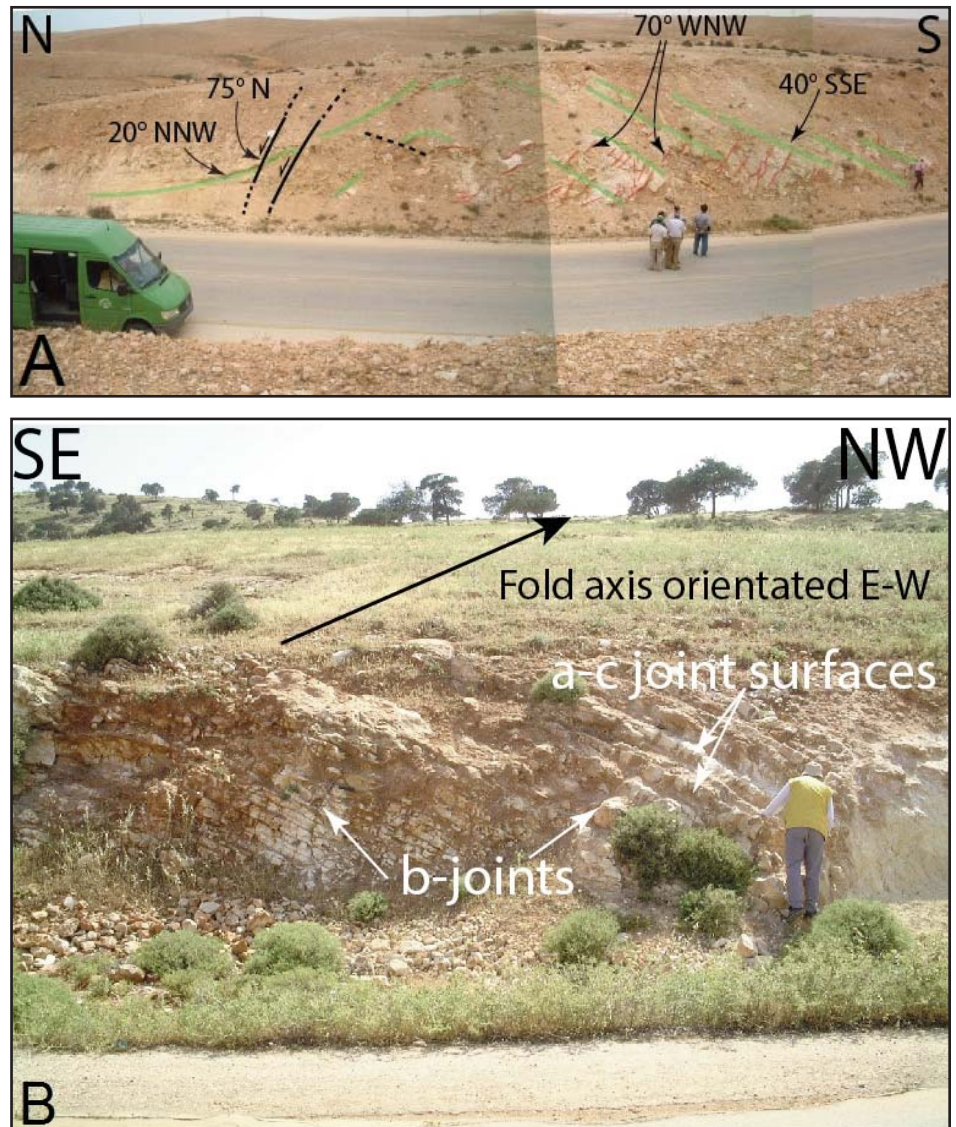 N
S
70° WNW
75° N
40° SSE
20° NNW
A
SE
NW
Fold axis orientated E-W
a-c joint surfaces
b-joints
B